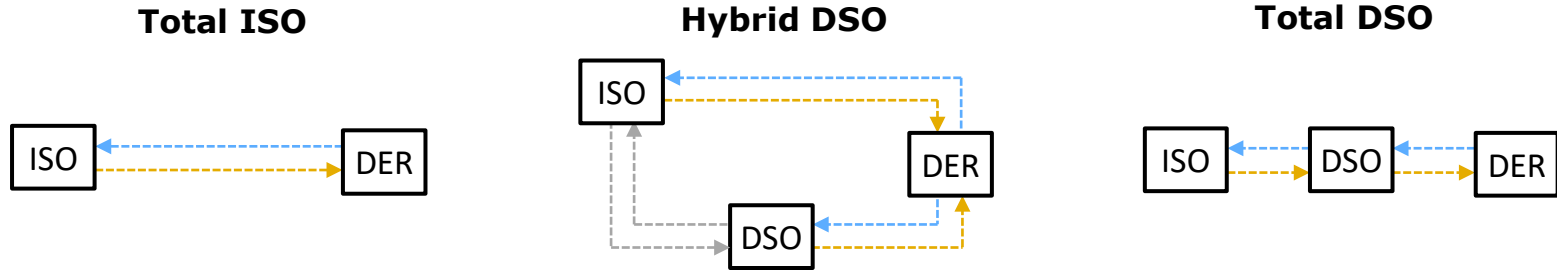 Total ISO
ISO
DER
Hybrid DSO
ISO
DER
DSO
Total DSO
ISO
DSO
DER